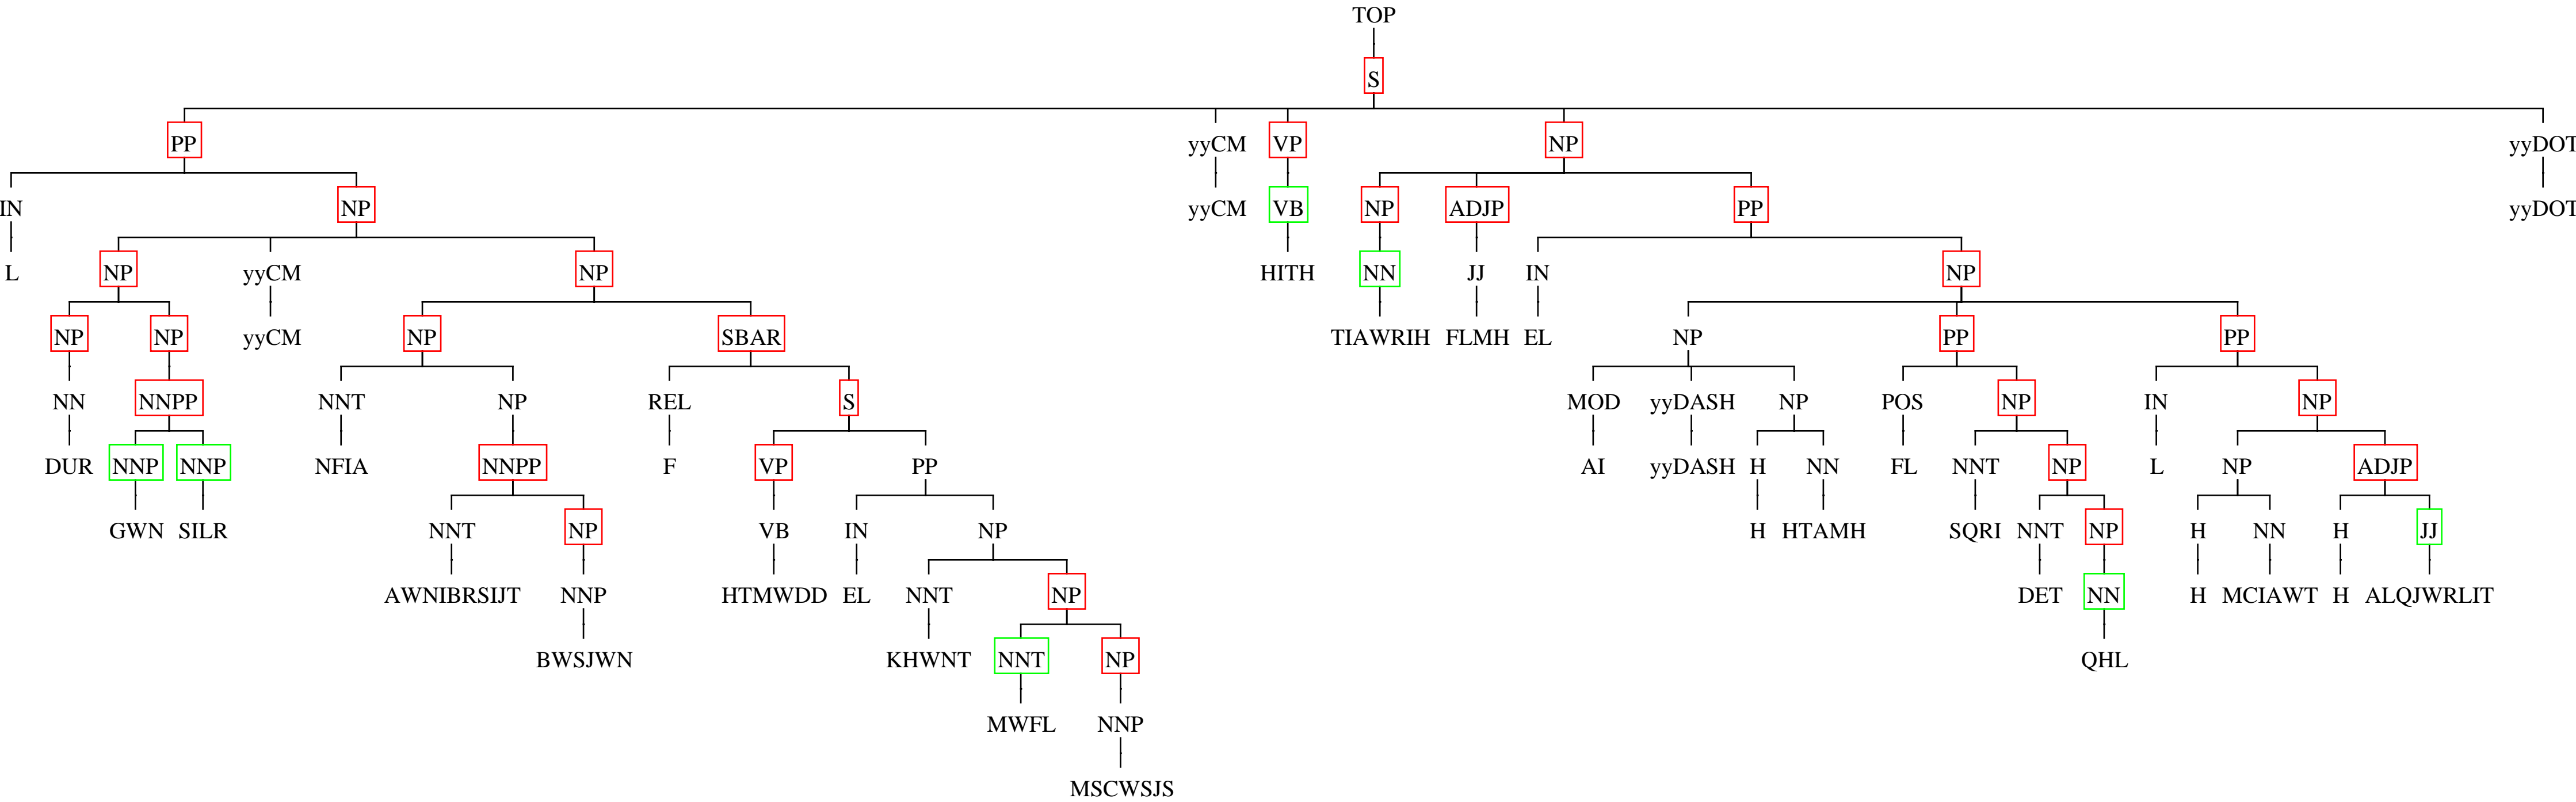 TOP
S
PP yyCM VP NP yyDOT
IN NP yyCM VB NP ADJP PP yyDOT
L NP yyCM NP HITH NN JJ IN NP
NP NP yyCM NP SBAR TIAWRIH FLMH EL NP PP PP
NN NNPP NNT NP REL S MOD yyDASH NP POS NP IN NP
DUR NNP NNP NFIA NNPP F VP PP AI yyDASH H NN FL NNT NP L NP ADJP
GWN SILR NNT NP VB IN NP H HTAMH SQRI NNT NP H NN H JJ
AWNIBRSIJT NNP HTMWDD EL NNT NP DET NN H MCIAWT H ALQJWRLIT
BWSJWN KHWNT NNT NP QHL
MWFL NNP
MSCWSJS